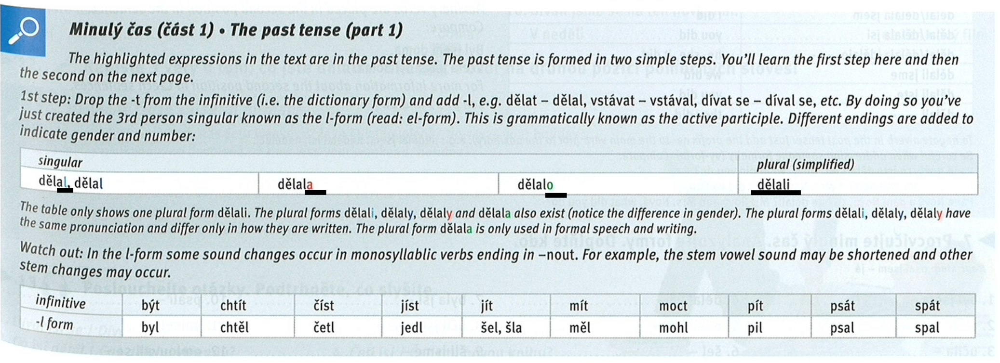 Minulý čas (část 1) • The past tense (part 1)
The highlighted expressions in the text are in the past tense. The past tense is formed in two simple steps. You'll learn the first step here and then
the second on the next page.
1st step: Drop the -t from the infinitive (i.e. the dictionary form) and add -l, e.g. dělat – dělal, vstávat – vstával, dívat se – díval se, etc. By doing so you've
just created the 3rd person singular known as the l-form (read: el-form). This is grammatically known as the active participle. Different endings are added to
indicate gender and number:
singular plural (simplified)
dělal, dělal dělala dělalo dělali
The table only shows one plural form dělali. The plural forms dělali, dělaly, dělaly and dělala also exist (notice the difference in gender). The plural forms dělali, dělaly, dělaly have
the same pronunciation and differ only in how they are written. The plural form dělala is only used in formal speech and writing.
Watch out: In the l-form some sound changes occur in monosyllablic verbs ending in –nout. For example, the stem vowel sound may be shortened and other
stem changes may occur.
infinitive být chtít číst jíst jít mít moct pít psát spát
-l form byl chtěl četl jedl šel, šla měl mohl pil psal spal